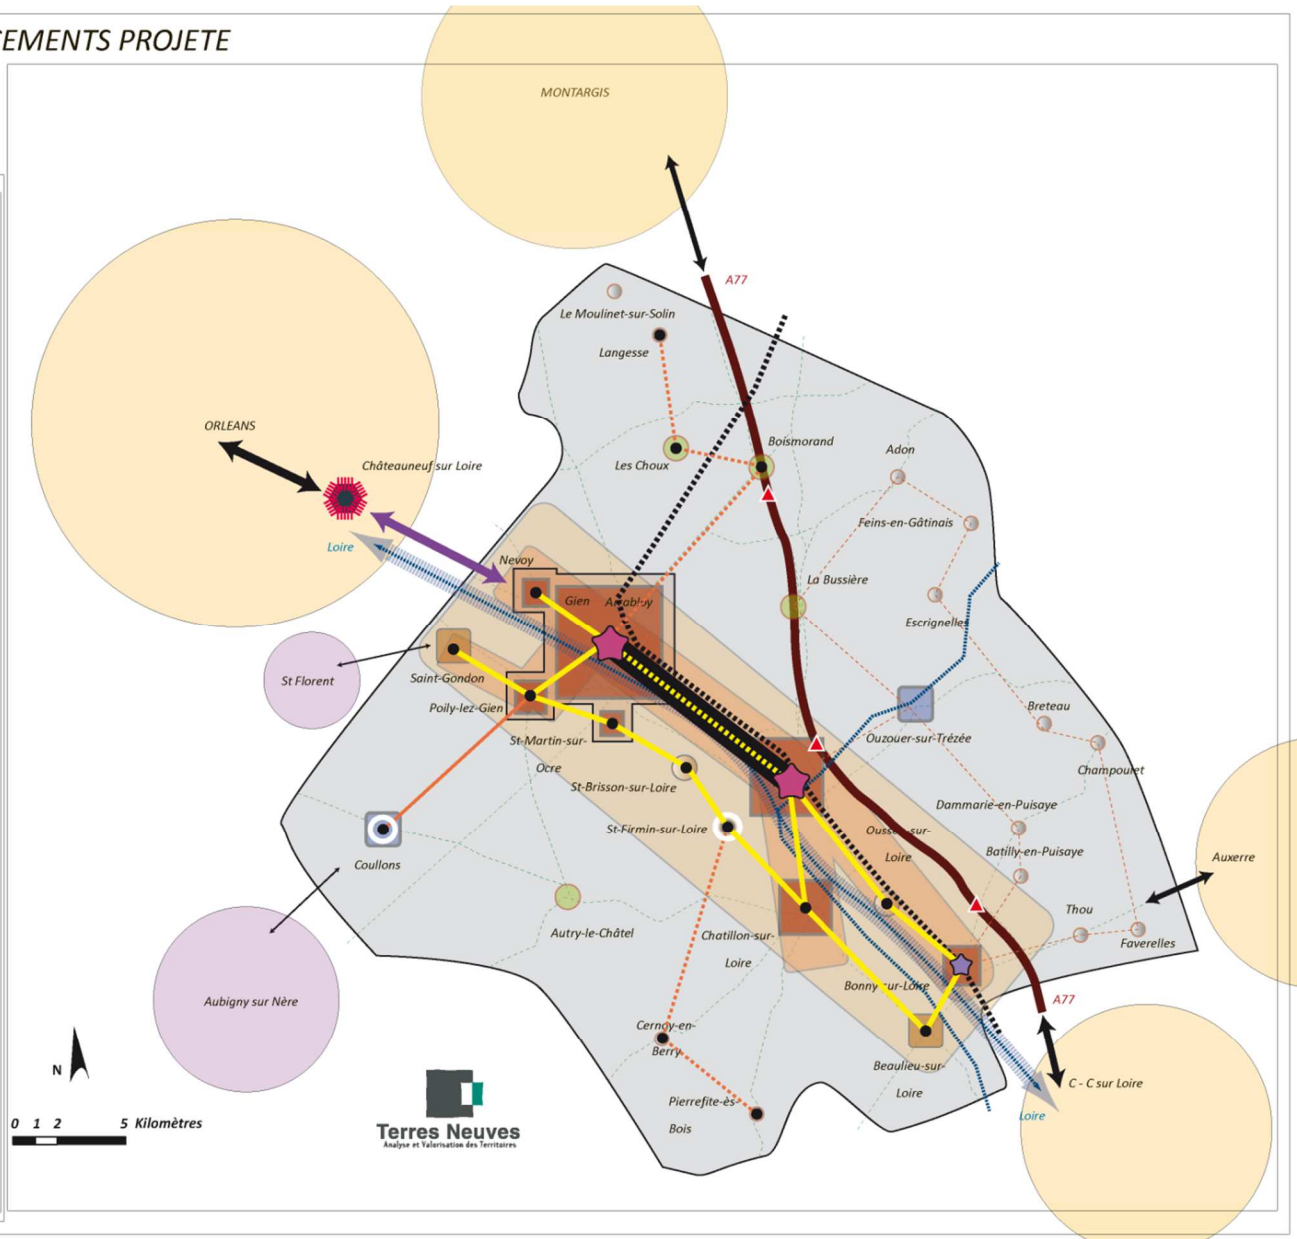 EMENTS PROJETE
MONTARGIS
A77
Le Moulinet-sur-Solin
Langesse
ORLEANS
Boismorand
Adon
Les Choux
Châteauneuf sur Loire
Feins-en-Gâtinais
Loire
Nevoy
La Bussière
Gien
Arrabloy
Escrignelles
St Florent
Saint-Gondon
Poily-lez-Gien
Breteau
Ouzouer-sur-Trézée
St-Martin-sur-
Ocre
Champoulet
St-Brisson-sur-Loire
Dammarie-en-Puisaye
St-Firmin-sur-Loire
Ousson-sur-
Loire
Batilly-en-Puisaye
Auxerre
Coullons
Thou
Autry-le-Châtel
Chatillon-sur-
Loire
Faverelles
Bonny-sur-Loire
Aubigny sur Nère
A77
Cernoy-en-
Berry
Beaulieu-sur-
Loire
C - C sur Loire
Loire
Pierrefite-ès-
Bois
N
0 1 2 5 Kilomètres
Terres Neuves
Analyse et Valorisation des Territoires